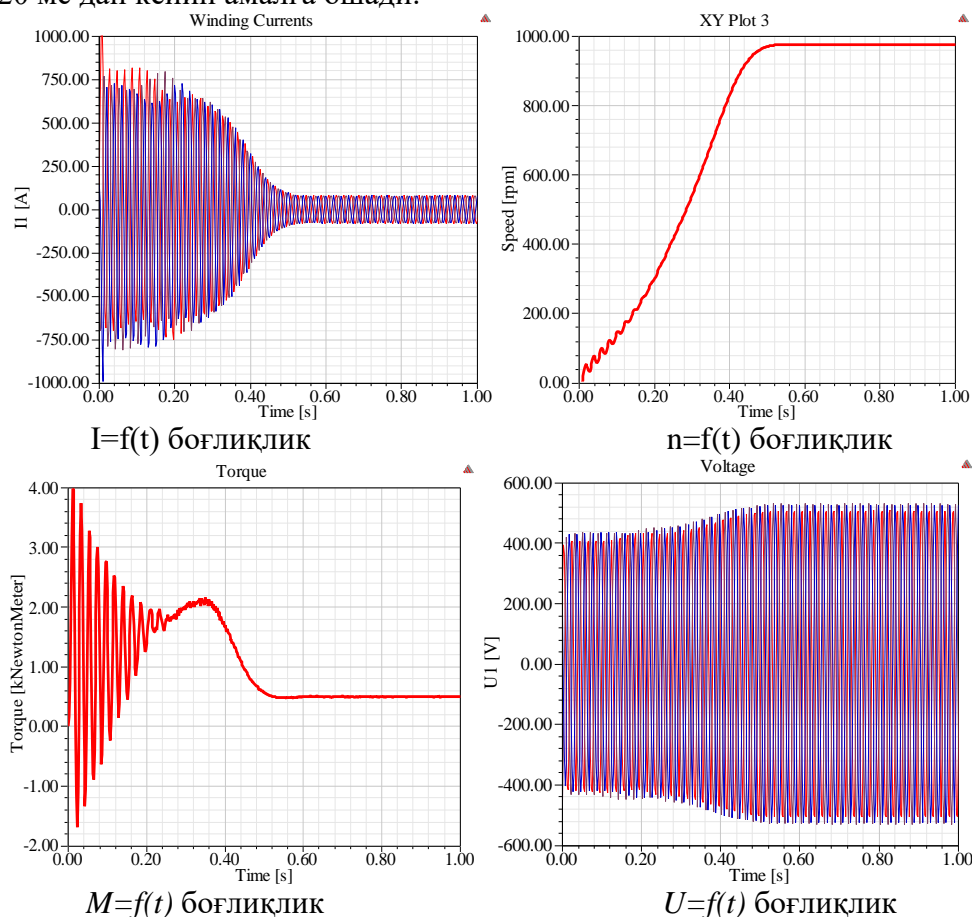 20 мс дан кейин амалга ошади.
Winding Currents
1000.00
750.00
500.00
250.00
0.00
-250.00
-500.00
-750.00
-1000.00
I1 [A]
0.00 0.20 0.40 0.60 0.80 1.00
Time [s]
I=f(t) боғлиқлик
XY Plot 3
1000.00
800.00
600.00
400.00
200.00
0.00
Speed [rpm]
0.00 0.20 0.40 0.60 0.80 1.00
Time [s]
n=f(t) боғлиқлик
Torque
4.00
3.00
2.00
1.00
0.00
-1.00
-2.00
Torque [kNewtonMeter]
0.00 0.20 0.40 0.60 0.80 1.00
Time [s]
M=f(t) боғлиқлик
Voltage
600.00
400.00
200.00
0.00
-200.00
-400.00
-600.00
U1 [V]
0.00 0.20 0.40 0.60 0.80 1.00
Time [s]
U=f(t) боғлиқлик